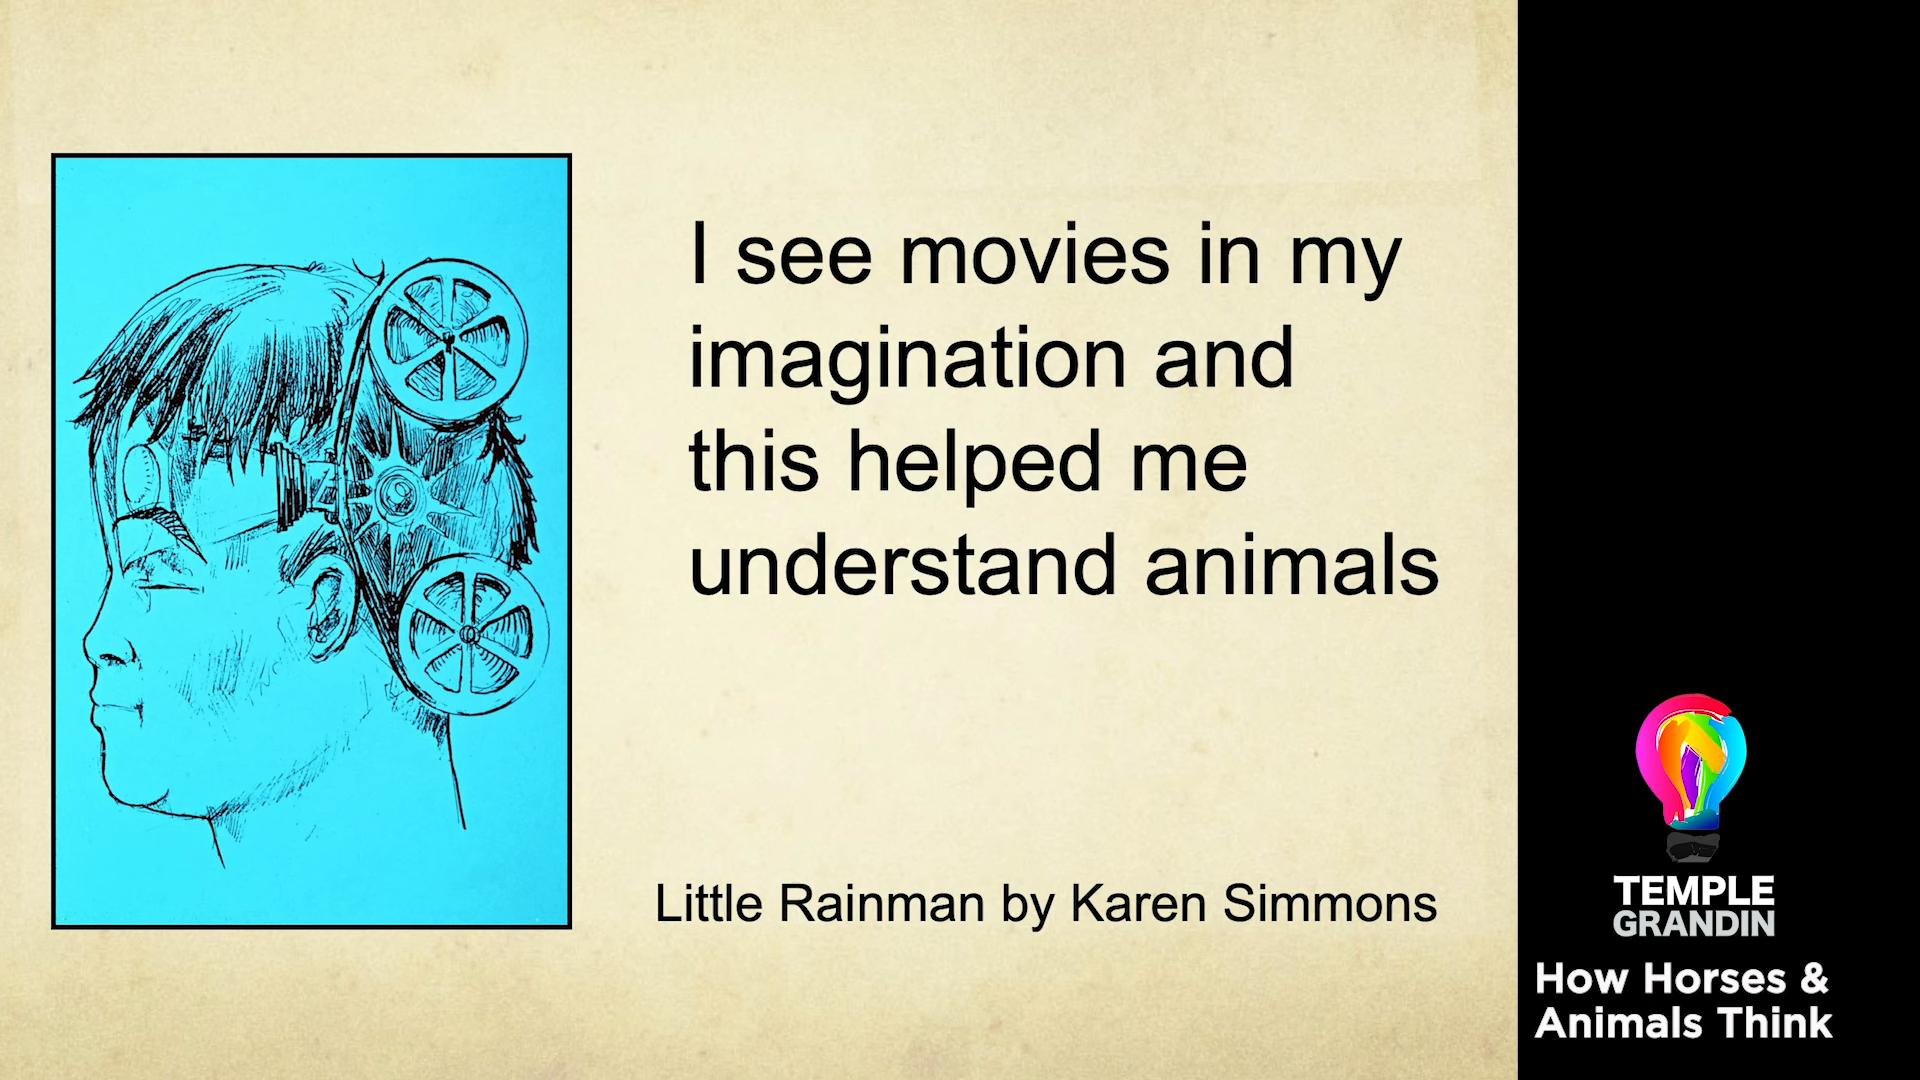 I see movies in my
imagination and
this helped me
understand animals
Little Rainman by Karen Simmons
TEMPLE
GRANDIN
How Horses &
Animals Think